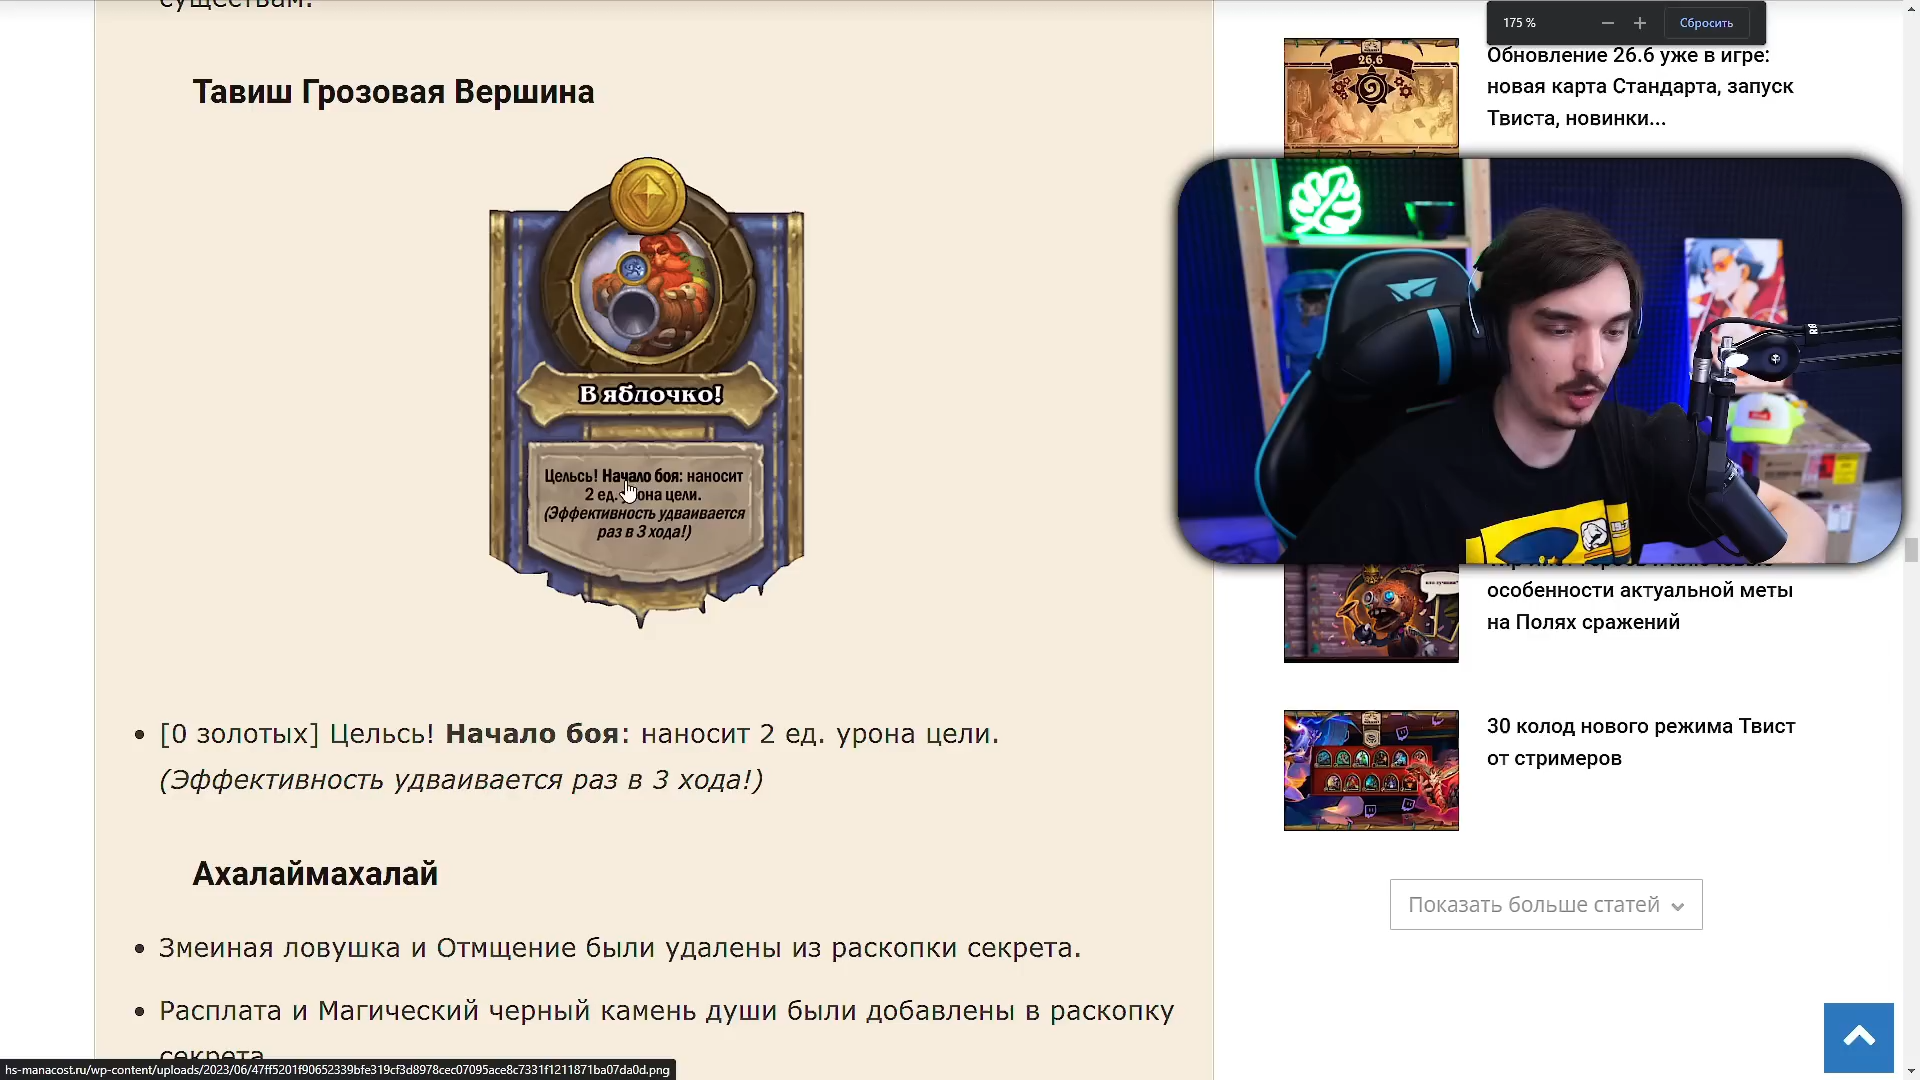 существам.
Тавиш Грозовая Вершина
В яблочко!
Цельсь! Начало боя: наносит
2 ед. урона цели.
(Эффективность удваивается
раз в 3 хода!)
[0 золотых] Цельсь! Начало боя: наносит 2 ед. урона цели.
(Эффективность удваивается раз в 3 хода!)
Ахалаймахалай
Змеиная ловушка и Отмщение были удалены из раскопки секрета.
Расплата и Магический черный камень души были добавлены в раскопку
секрета
hs-manacost.ru/wp-content/uploads/2023/06/47ff5201f90652339bfe319cf3d8978cec07095ace8c7331f1211871ba07da0d.png
175 %
Сбросить
26.6
Обновление 26.6 уже в игре:
новая карта Стандарта, запуск
Твиста, новинки...
особенности актуальной меты
на Полях сражений
30 колод нового режима Твист
от стримеров
Показать больше статей